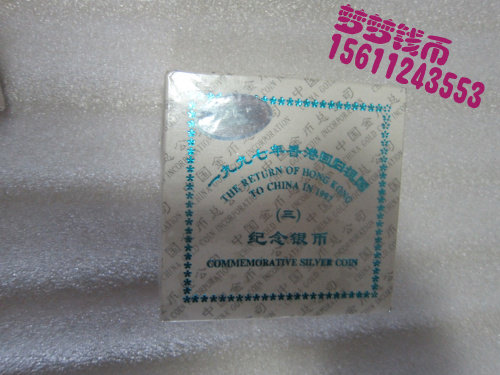 梦梦钱币
15611243553
一九九七年香港回归祖国
THE RETURN OF HONG KONG
TO CHINA IN 1997
(三)
纪念银币
COMMEMORATIVE SILVER COIN